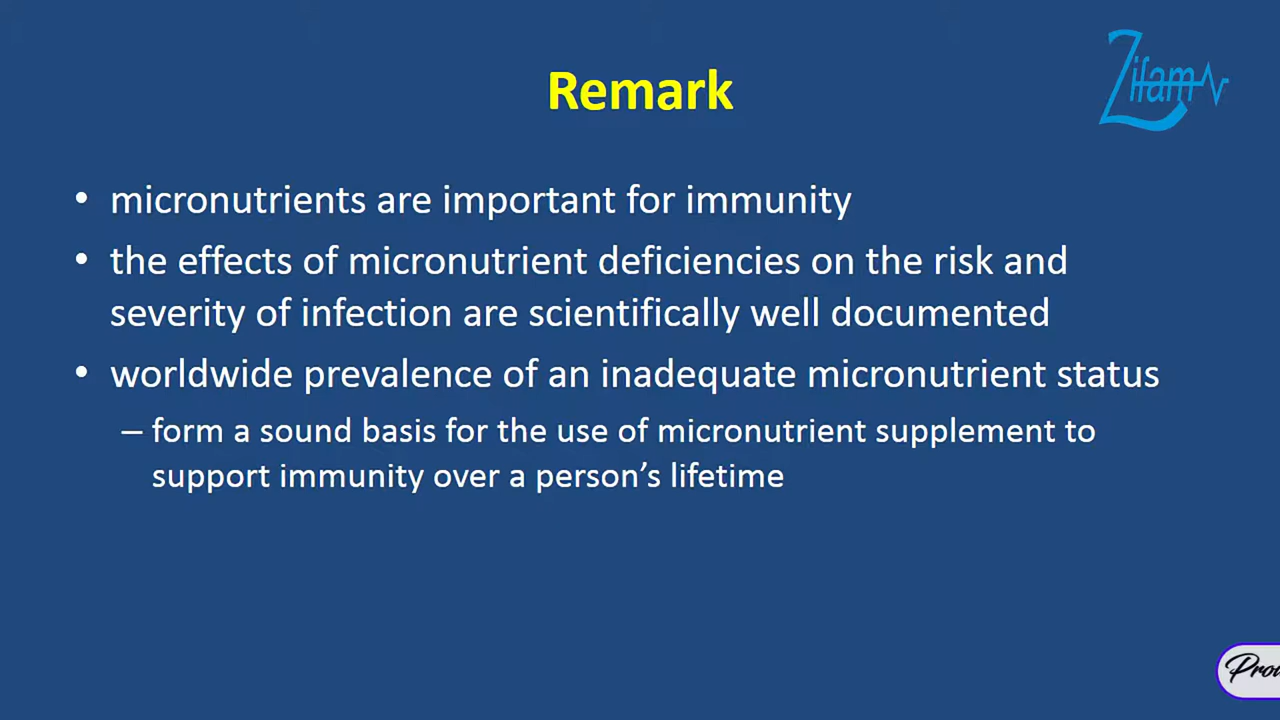 Zifam
Remark
• micronutrients are important for immunity
• the effects of micronutrient deficiencies on the risk and
severity of infection are scientifically well documented
• worldwide prevalence of an inadequate micronutrient status
– form a sound basis for the use of micronutrient supplement to
support immunity over a person’s lifetime